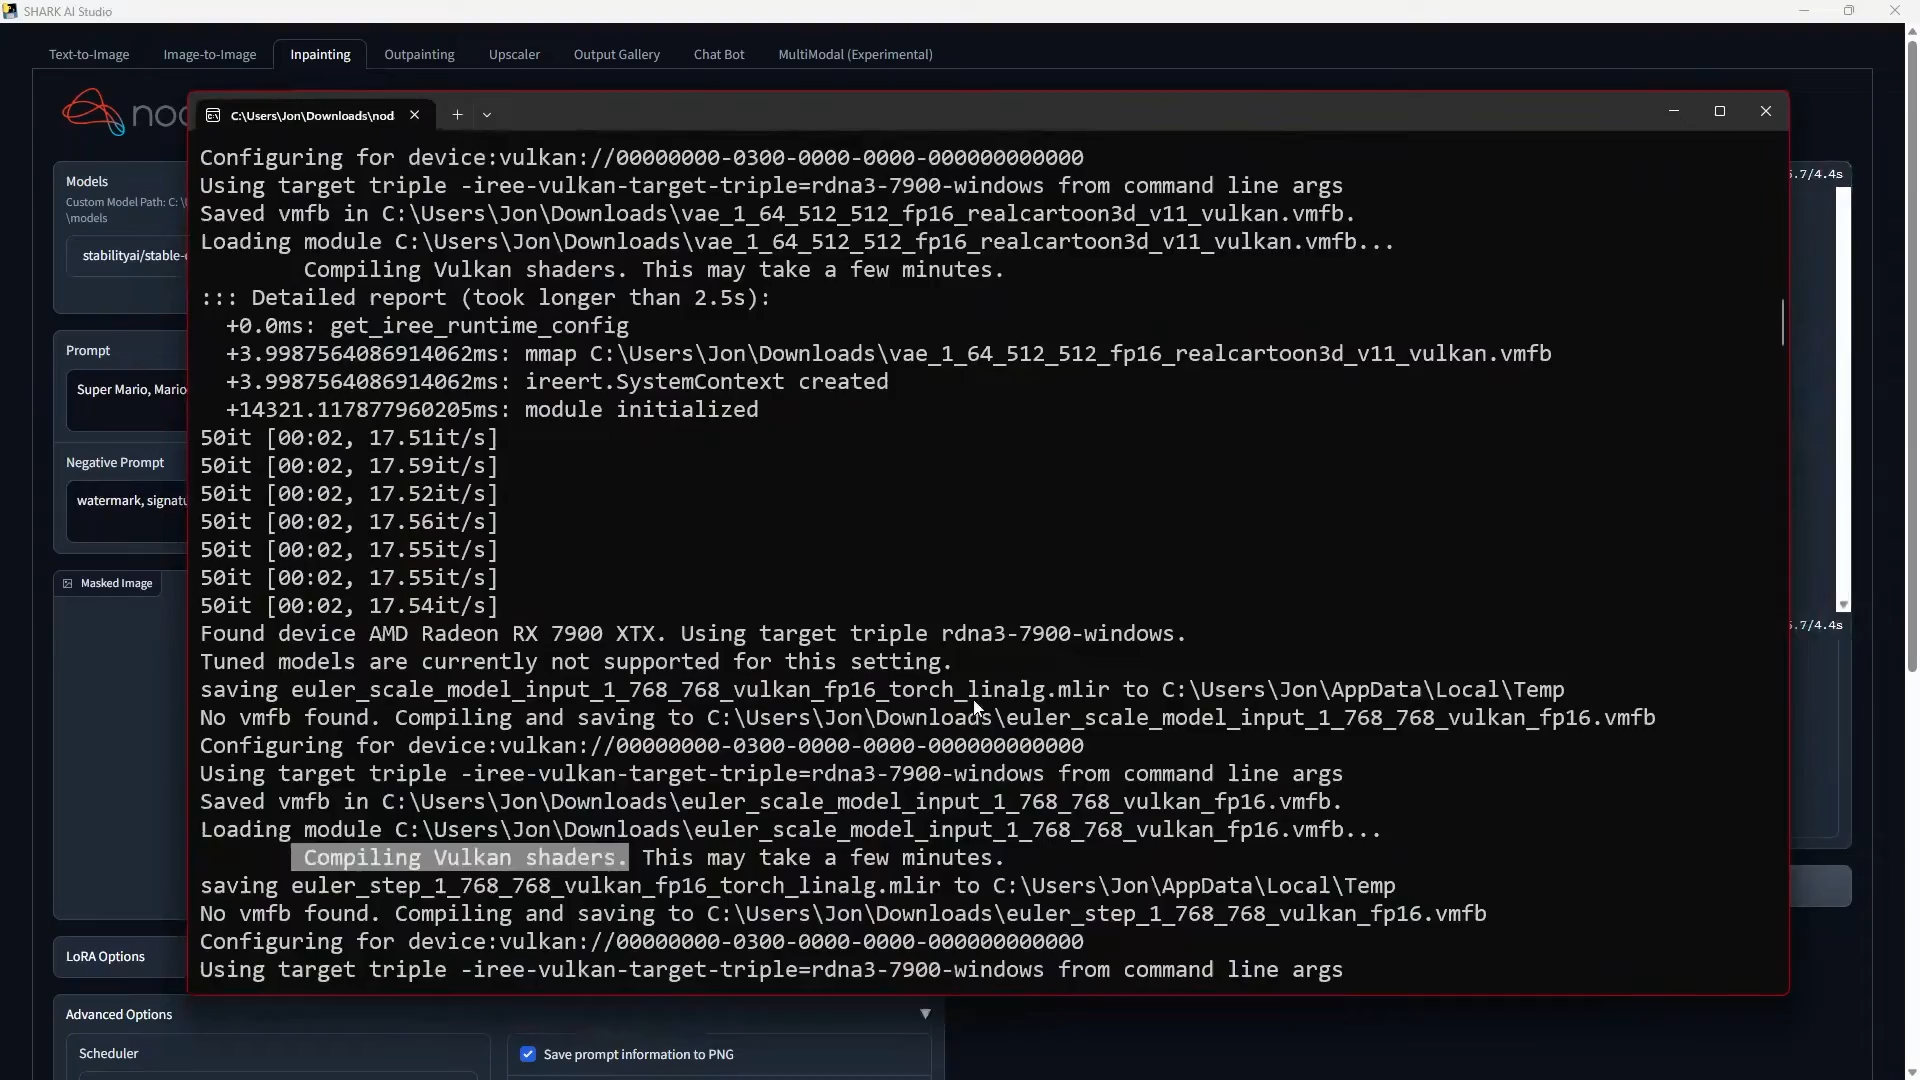 SHARK AI Studio
Text-to-Image
Image-to-Image
Inpainting
Outpainting
Upscaler
Output Gallery
Chat Bot
MultiModal (Experimental)
C:\Users\Jon\Downloads\nod
Configuring for device:vulkan://00000000-0300-0000-0000-000000000000
Using target triple -iree-vulkan-target-triple=rdna3-7900-windows from command line args
Saved vmfb in C:\Users\Jon\Downloads\vae_1_64_512_512_fp16_realcartoon3d_v11_vulkan.vmfb.
Loading module C:\Users\Jon\Downloads\vae_1_64_512_512_fp16_realcartoon3d_v11_vulkan.vmfb...
Compiling Vulkan shaders. This may take a few minutes.
::: Detailed report (took longer than 2.5s):
+0.0ms: get_iree_runtime_config
+3.9987564086914062ms: mmap C:\Users\Jon\Downloads\vae_1_64_512_512_fp16_realcartoon3d_v11_vulkan.vmfb
+3.9987564086914062ms: ireert.SystemContext created
+14321.117877960205ms: module initialized
50it [00:02, 17.51it/s]
50it [00:02, 17.59it/s]
50it [00:02, 17.52it/s]
50it [00:02, 17.56it/s]
50it [00:02, 17.55it/s]
50it [00:02, 17.55it/s]
50it [00:02, 17.54it/s]
Found device AMD Radeon RX 7900 XTX. Using target triple rdna3-7900-windows.
Tuned models are currently not supported for this setting.
saving euler_scale_model_input_1_768_768_vulkan_fp16_torch_linalg.mlir to C:\Users\Jon\AppData\Local\Temp
No vmfb found. Compiling and saving to C:\Users\Jon\Downloads\euler_scale_model_input_1_768_768_vulkan_fp16.vmfb
Configuring for device:vulkan://00000000-0300-0000-0000-000000000000
Using target triple -iree-vulkan-target-triple=rdna3-7900-windows from command line args
Saved vmfb in C:\Users\Jon\Downloads\euler_scale_model_input_1_768_768_vulkan_fp16.vmfb.
Loading module C:\Users\Jon\Downloads\euler_scale_model_input_1_768_768_vulkan_fp16.vmfb...
Compiling Vulkan shaders. This may take a few minutes.
saving euler_step_1_768_768_vulkan_fp16_torch_linalg.mlir to C:\Users\Jon\AppData\Local\Temp
No vmfb found. Compiling and saving to C:\Users\Jon\Downloads\euler_step_1_768_768_vulkan_fp16.vmfb
Configuring for device:vulkan://00000000-0300-0000-0000-000000000000
Using target triple -iree-vulkan-target-triple=rdna3-7900-windows from command line args
Models
Custom Model Path: C:
\models
stabilityai/stable-
Prompt
Super Mario, Mario
Negative Prompt
watermark,
Masked Image
LoRA Options
Advanced Options
Scheduler
Save prompt information to PNG
.7/4.4s
.7/4.4s